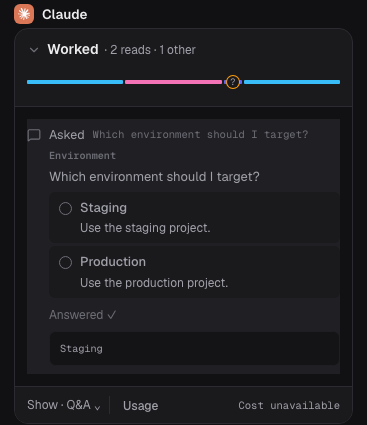 Claude
Worked · 2 reads · 1 other
?
Asked Which environment should I target?
Environment
Which environment should I target?
Staging
Use the staging project.
Production
Use the production project.
Answered ✓
Staging
Show · Q&A Usage Cost unavailable